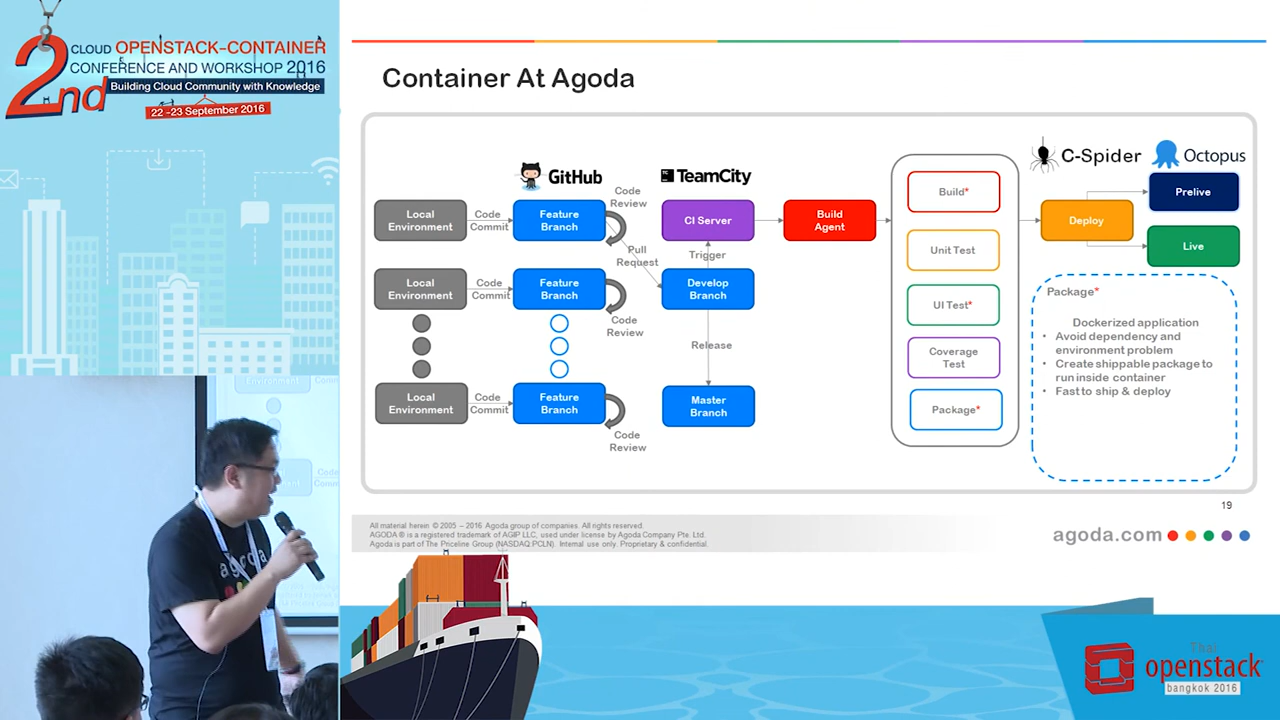 2nd
CLOUD OPENSTACK-CONTAINER
CONFERENCE AND WORKSHOP 2016
Building Cloud Community with Knowledge
22 -23 September 2016
Container At Agoda
GitHub
TeamCity
C-Spider
Octopus
Local
Environment
Code
Commit
Feature
Branch
Code
Review
Pull
Request
CI Server
Trigger
Build
Agent
Build*
Unit Test
UI Test*
Coverage
Test
Package*
Deploy
Prelive
Live
Local
Environment
Code
Commit
Feature
Branch
Code
Review
Develop
Branch
Release
Local
Environment
Code
Commit
Feature
Branch
Code
Review
Master
Branch
Package*
Dockerized application
• Avoid dependency and
environment problem
• Create shippable package to
run inside container
• Fast to ship & deploy
19
All material herein © 2005 – 2016 Agoda group of companies. All rights reserved.
AGODA ® is a registered trademark of AGIP LLC, used under license by Agoda Company Pte. Ltd.
Agoda is part of The Priceline Group (NASDAQ:PCLN). Internal use only. Proprietary & confidential.
agoda.com
agoda
Environment
Code
Thai
openstack
bangkok 2016